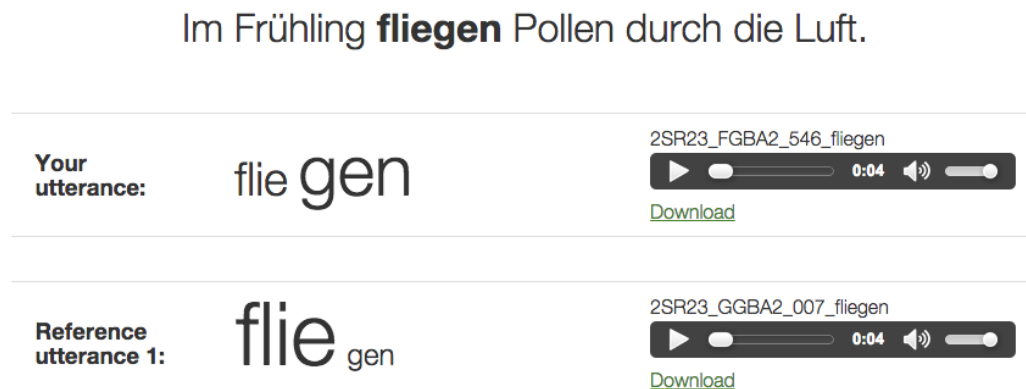 Im Frühling fliegen Pollen durch die Luft.
Your
utterance:
flie gen
2SR23_FGBA2_546_fliegen
0:04
Download
Reference
utterance 1:
flie gen
2SR23_GGBA2_007_fliegen
0:04
Download